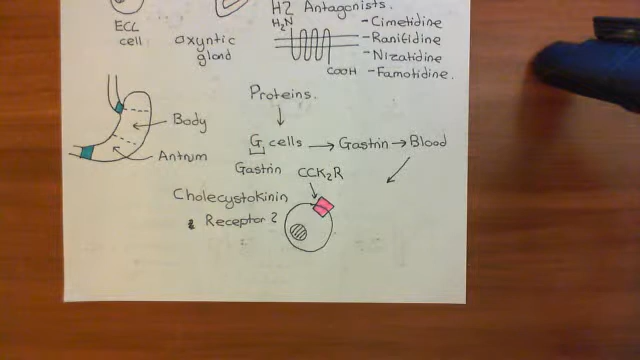 H2 Antagonists.
H₂N
- Cimetidine
- Ranitidine
- Nizatidine
- Famotidine.
COOH
ECL
cell
oxyntic
gland
Proteins.
Body
Antrum
G cells → Gastrin → Blood
Gastrin
CCK₂R
Cholecystokinin
Receptor 2